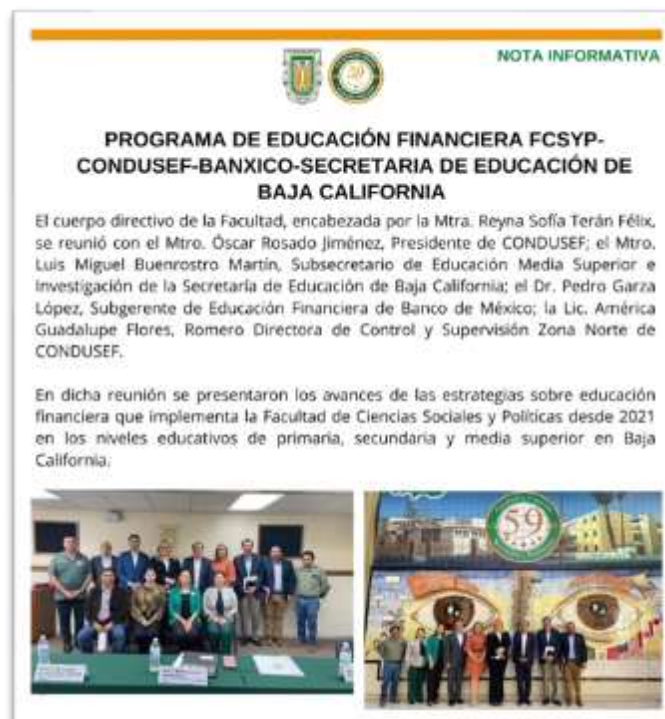 NOTA INFORMATIVA
PROGRAMA DE EDUCACIÓN FINANCIERA FCSYP-
CONDUSEF-BANXICO-SECRETARIA DE EDUCACIÓN DE
BAJA CALIFORNIA
El cuerpo directivo de la Facultad, encabezada por la Mtra. Reyna Sofía Terán Félix,
se reunió con el Mtro. Óscar Rosado Jiménez, Presidente de CONDUSEF; el Mtro.
Luis Miguel Buenrostro Martín, Subsecretario de Educación Media Superior e
Investigación de la Secretaría de Educación de Baja California; el Dr. Pedro Garza
López, Subgerente de Educación Financiera de Banco de México; la Lic. América
Guadalupe Flores, Romero Directora de Control y Supervisión Zona Norte de
CONDUSEF.
En dicha reunión se presentaron los avances de las estrategias sobre educación
financiera que implementa la Facultad de Ciencias Sociales y Políticas desde 2021
en los niveles educativos de primaria, secundaria y media superior en Baja
California.
59